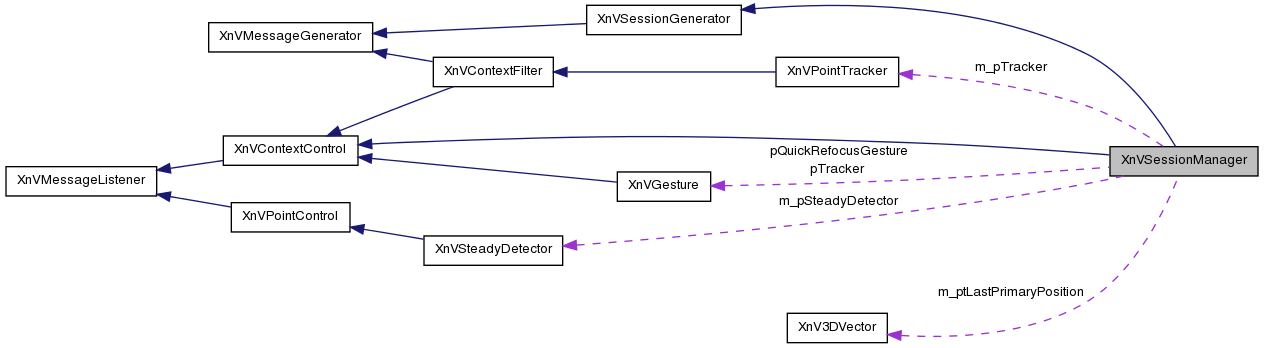 XnVSessionGenerator
XnVMessageGenerator
XnVContextFilter
XnVPointTracker
m_pTracker
XnVContextControl
pQuickRefocusGesture
pTracker
XnVSessionManager
XnVMessageListener
XnVGesture
m_pSteadyDetector
XnVPointControl
XnVSteadyDetector
m_ptLastPrimaryPosition
XnV3DVector